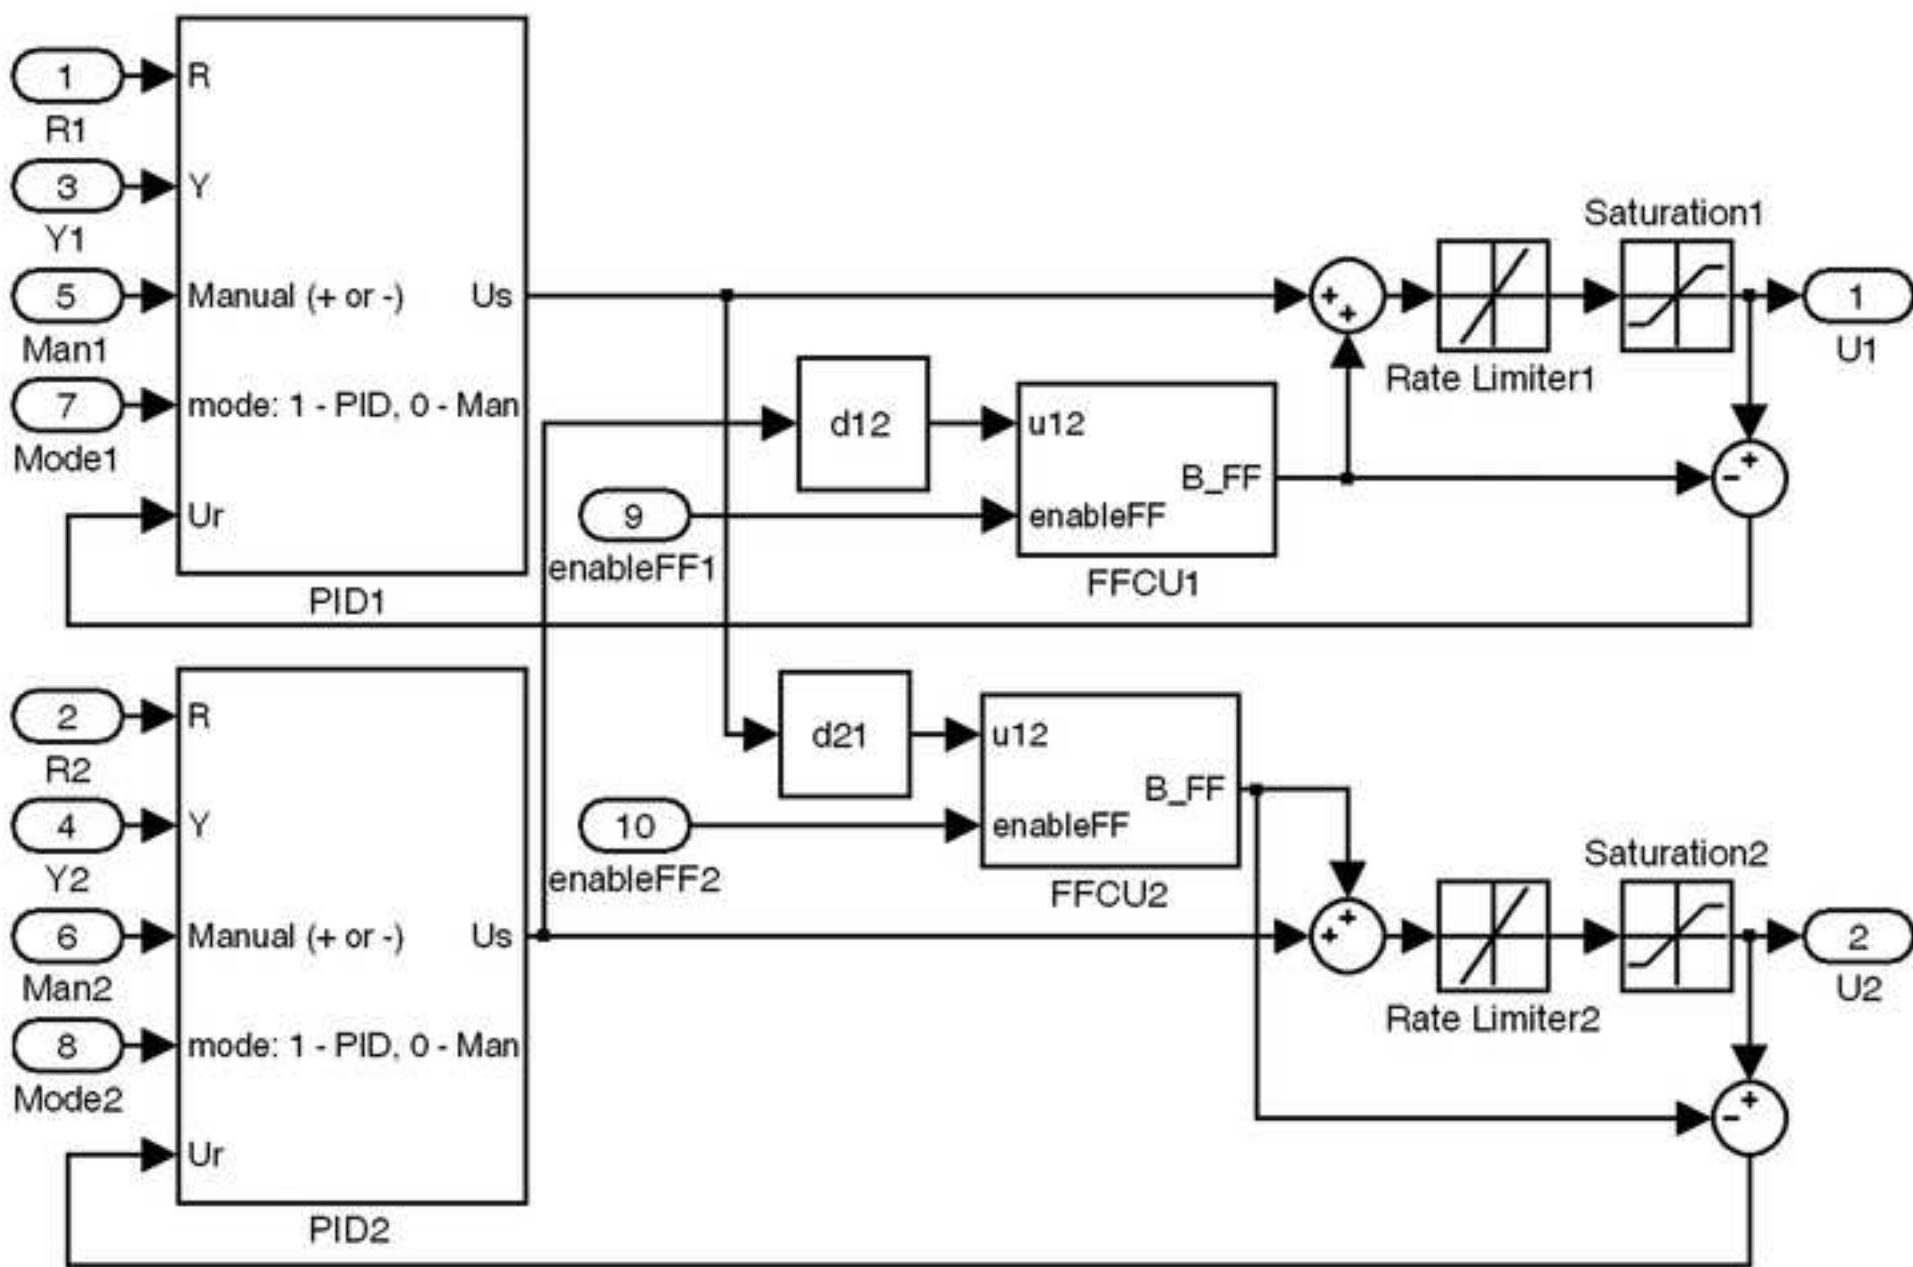 1
R
R1
3
Y
Y1
5
Manual (+ or -)
Us
Man1
7
mode: 1 - PID, 0 - Man
Mode1
Ur
PID1
d12
9
enableFF1
u12
B_FF
enableFF
FFCU1
+
+
Rate Limiter1
Saturation1
1
U1
+
-
2
R
R2
4
Y
Y2
6
Manual (+ or -)
Us
Man2
8
mode: 1 - PID, 0 - Man
Mode2
Ur
PID2
d21
10
enableFF2
u12
B_FF
enableFF
FFCU2
+
+
Rate Limiter2
Saturation2
2
U2
+
-